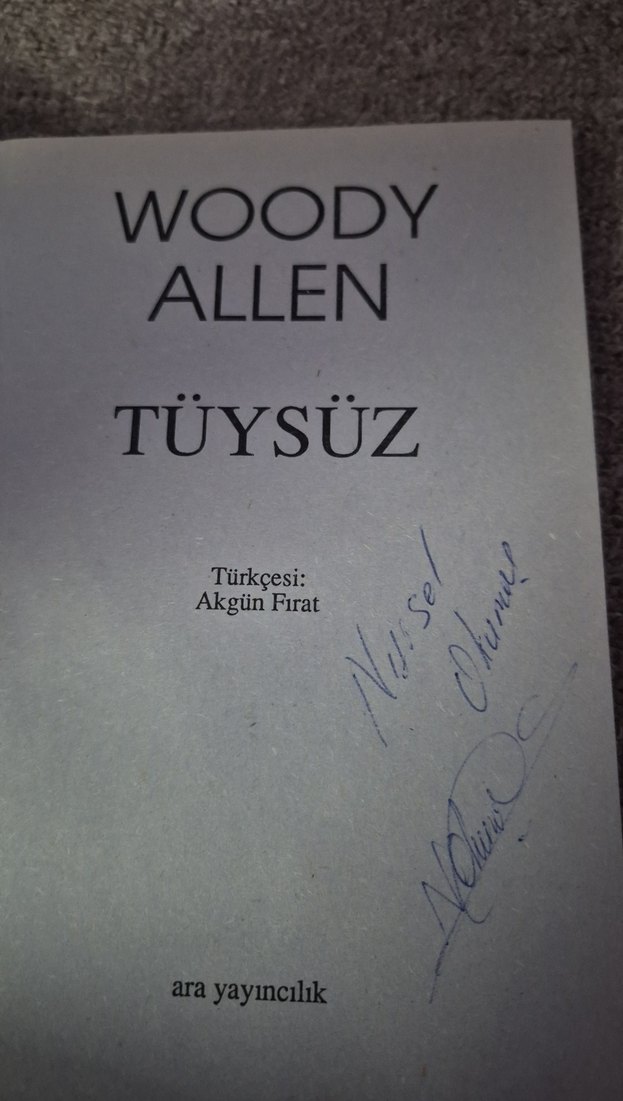 WOODY
ALLEN
TÜYSÜZ
Türkçesi:
Akgün Fırat
ara yayıncılık